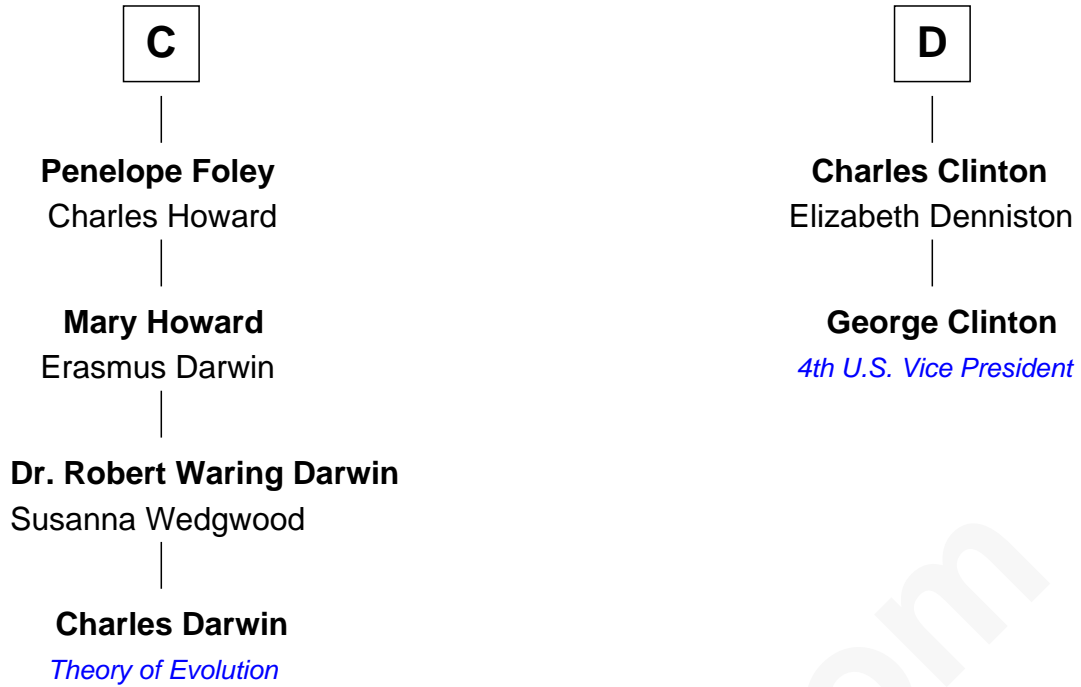 C
Penelope Foley
Charles Howard
Mary Howard
Erasmus Darwin
Dr. Robert Waring Darwin
Susanna Wedgwood
Charles Darwin
Theory of Evolution
D
Charles Clinton
Elizabeth Denniston
George Clinton
4th U.S. Vice President
om